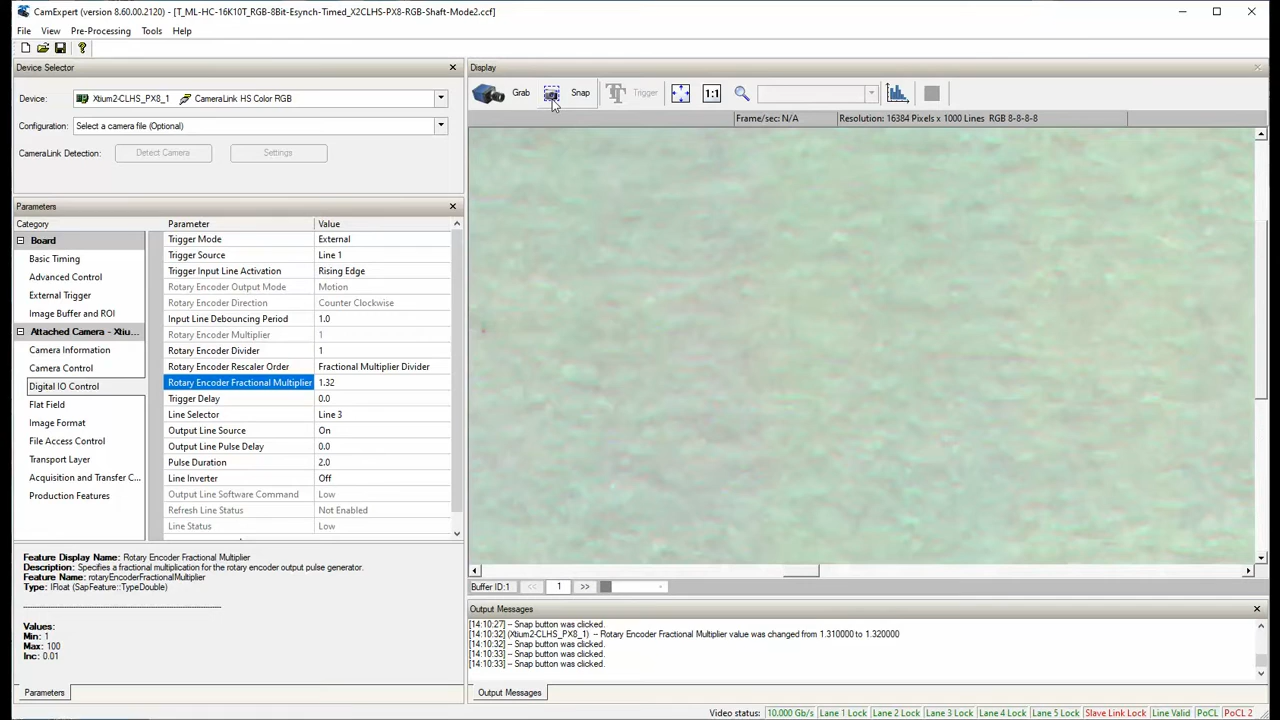 CamExpert (version 8.60.00.2120) - [T_ML-HC-16K10T_RGB-8Bit-Esynch-Timed_X2CLHS-PX8-RGB-Shaft-Mode2.ccf]
File View Pre-Processing Tools Help
Device Selector
Device: Xtium2-CLHS_PX8_1 CameraLink HS Color RGB
Configuration: Select a camera file (Optional)
CameraLink Detection: Detect Camera Settings
Parameters
Category
Board
Basic Timing
Advanced Control
External Trigger
Image Buffer and ROI
Attached Camera - Xtiu...
Camera Information
Camera Control
Digital IO Control
Flat Field
Image Format
File Access Control
Transport Layer
Acquisition and Transfer C...
Production Features
Parameter Value
Trigger Mode External
Trigger Source Line 1
Trigger Input Line Activation Rising Edge
Rotary Encoder Output Mode Motion
Rotary Encoder Direction Counter Clockwise
Input Line Debouncing Period 1.0
Rotary Encoder Multiplier 1
Rotary Encoder Divider 1
Rotary Encoder Rescaler Order Fractional Multiplier Divider
Rotary Encoder Fractional Multiplier 1.32
Trigger Delay 0.0
Line Selector Line 3
Output Line Source On
Output Line Pulse Delay 0.0
Pulse Duration 2.0
Line Inverter Off
Output Line Software Command Low
Refresh Line Status Not Enabled
Line Status Low
Feature Display Name: Rotary Encoder Fractional Multiplier
Description: Specifies a fractional multiplication for the rotary encoder output pulse generator.
Feature Name: rotaryEncoderFractionalMultiplier
Type: IFloat (SapFeature::TypeDouble)
Values:
Min: 1
Max: 100
Inc: 0.01
Parameters
Display
Grab Snap Trigger 1:1
Frame/sec: N/A Resolution: 16384 Pixels x 1000 Lines RGB 8-8-8-8
Buffer ID:1 << 1 >>
Output Messages
[14:10:27] -- Snap button was clicked.
[14:10:32] (Xtium2-CLHS_PX8_1) -- Rotary Encoder Fractional Multiplier value was changed from 1.310000 to 1.320000
[14:10:32] -- Snap button was clicked.
[14:10:33] -- Snap button was clicked.
[14:10:33] -- Snap button was clicked.
Output Messages
Video status: 10.000 Gb/s Lane 1 Lock Lane 2 Lock Lane 3 Lock Lane 4 Lock Lane 5 Lock Slave Link Lock Line Valid PoCL PoCL 2